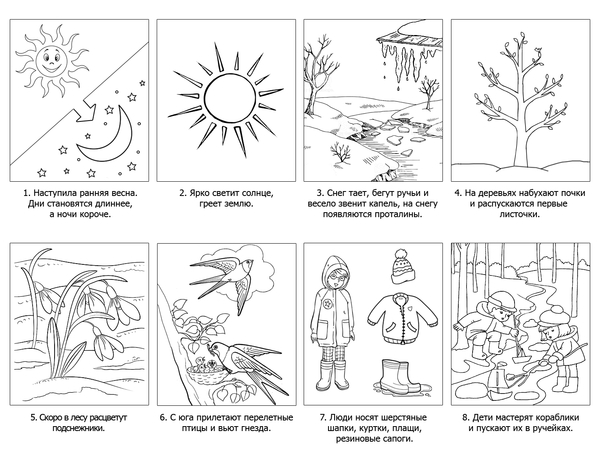 1. Наступила ранняя весна.
Дни становятся длиннее,
а ночи короче.
2. Ярко светит солнце,
греет землю.
3. Снег тает, бегут ручьи и
весело звенит капель, на снегу
появляются проталины.
4. На деревьях набухают почки
и распускаются первые
листочки.
5. Скоро в лесу расцветут
подснежники.
6. С юга прилетают перелетные
птицы и вьют гнезда.
7. Люди носят шерстяные
шапки, куртки, плащи,
резиновые сапоги.
8. Дети мастерят кораблики
и пускают их в ручейках.